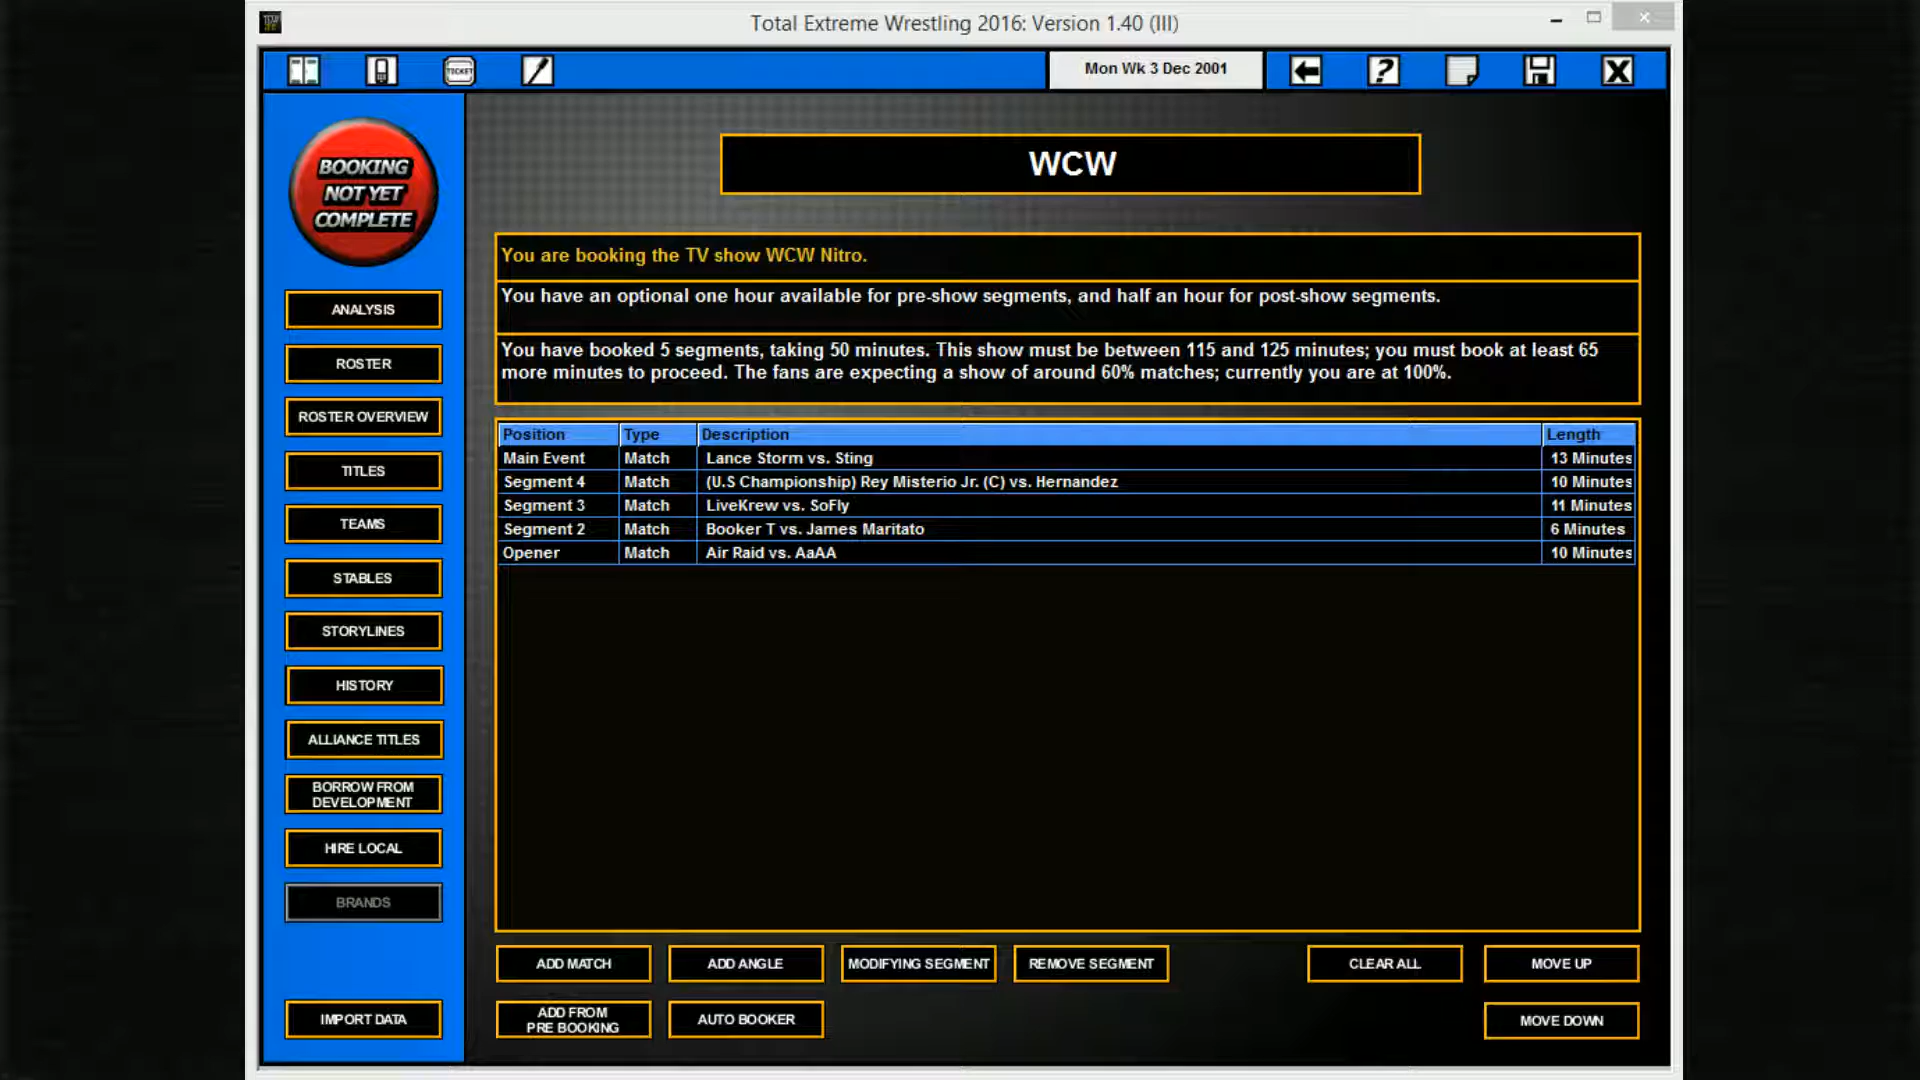 Total Extreme Wrestling 2016: Version 1.40 (III)
TICKET
Mon Wk 3 Dec 2001
BOOKING
NOT YET
COMPLETE
WCW
You are booking the TV show WCW Nitro.
You have an optional one hour available for pre-show segments, and half an hour for post-show segments.
You have booked 5 segments, taking 50 minutes. This show must be between 115 and 125 minutes; you must book at least 65
more minutes to proceed. The fans are expecting a show of around 60% matches; currently you are at 100%.
ANALYSIS
ROSTER
ROSTER OVERVIEW
TITLES
TEAMS
STABLES
STORYLINES
HISTORY
ALLIANCE TITLES
BORROW FROM
DEVELOPMENT
HIRE LOCAL
BRANDS
IMPORT DATA
Position Type Description Length
Main Event Match Lance Storm vs. Sting 13 Minutes
Segment 4 Match (U.S Championship) Rey Misterio Jr. (C) vs. Hernandez 10 Minutes
Segment 3 Match LiveKrew vs. SoFly 11 Minutes
Segment 2 Match Booker T vs. James Maritato 6 Minutes
Opener Match Air Raid vs. AaAA 10 Minutes
ADD MATCH ADD ANGLE MODIFYING SEGMENT REMOVE SEGMENT CLEAR ALL MOVE UP
ADD FROM
PRE BOOKING
AUTO BOOKER
MOVE DOWN